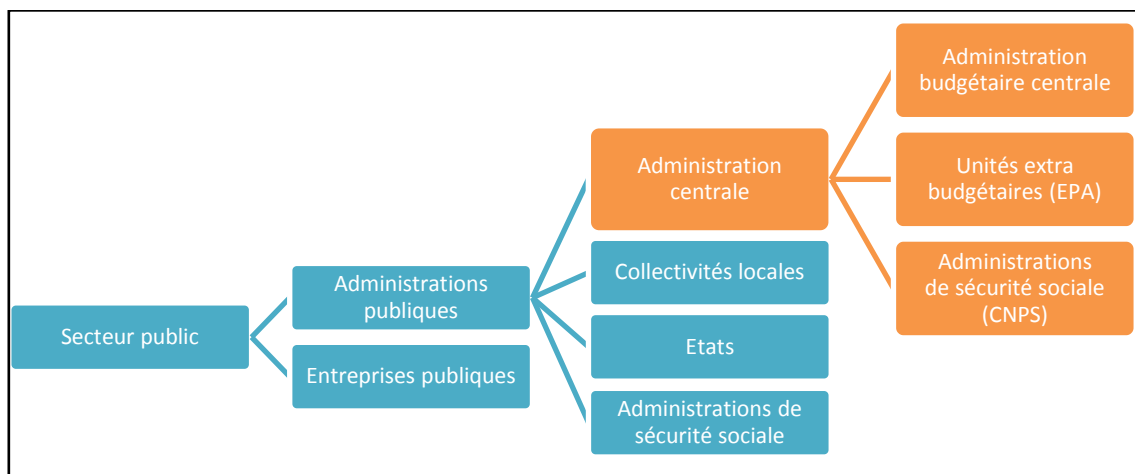 Secteur public
Administrations
publiques
Entreprises publiques
Administration
centrale
Collectivités locales
Etats
Administrations de
sécurité sociale
Administration
budgétaire centrale
Unités extra
budgétaires (EPA)
Administrations
de sécurité sociale
(CNPS)